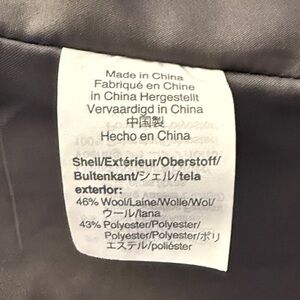 Made in China
Fabriqué en Chine
in China Hergestellt
Vervaardigd in China
中国製
Hecho en China
Shell/Extérieur/Oberstoff/
Buitenkant/シェル/tela
exterior:
46% Wool/Laine/Wolle/Wol/
ウール/lana
43% Polyester/Polyester/
Polyester/Polyester/ポリ
エステル/poliéster